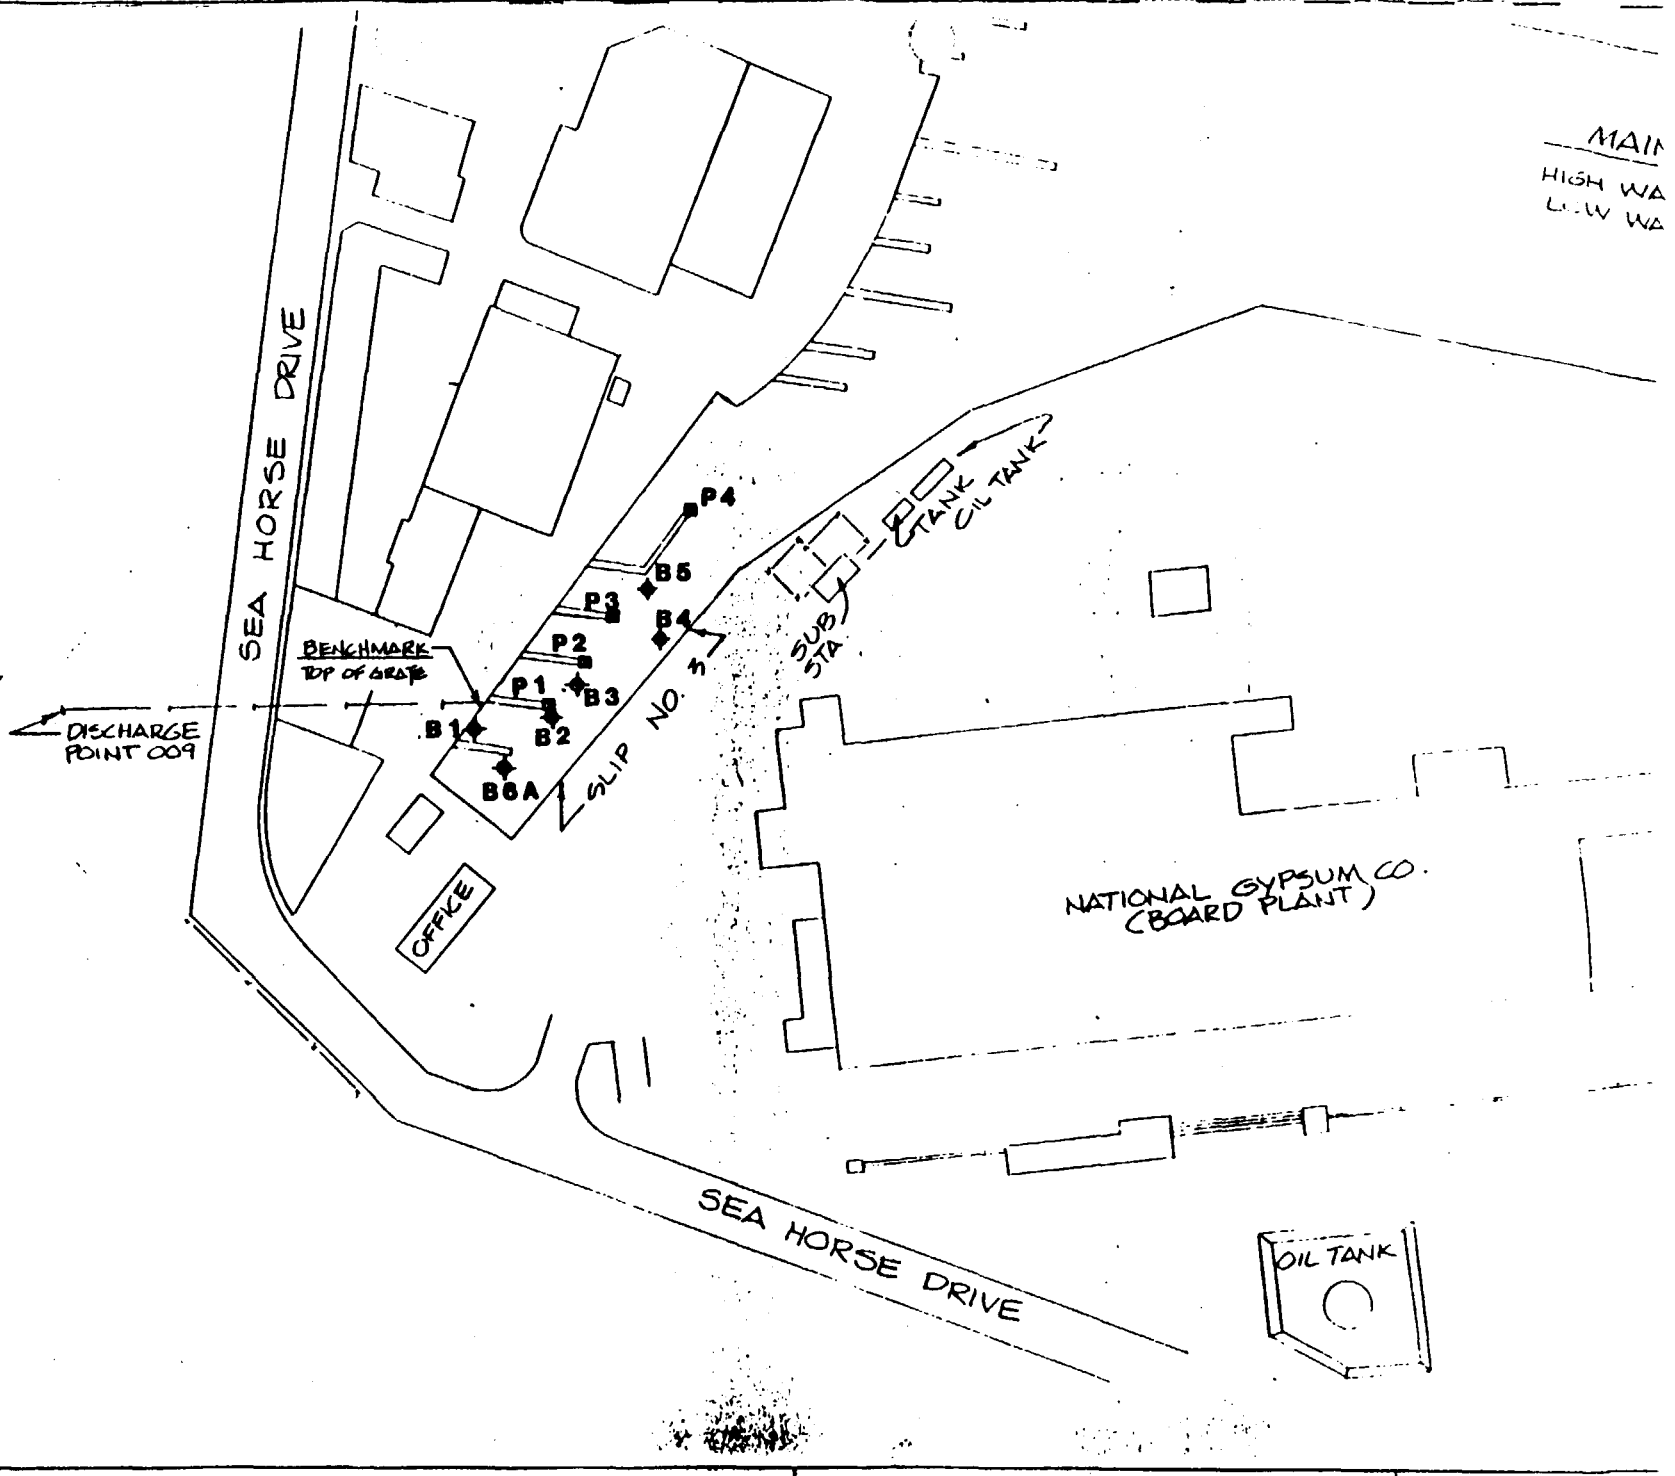 MAIN
HIGH WA
LOW WA
SEA HORSE DRIVE
TANK
OIL TANK
P4
B5
P3
B4
SUB
STA
P2
BENCHMARK
TOP OF GRATE
P1
B3
SLIP NO. 3
B1
B2
DISCHARGE
POINT 009
B6A
OFFICE
NATIONAL GYPSUM CO.
(BOARD PLANT)
SEA HORSE DRIVE
OIL TANK